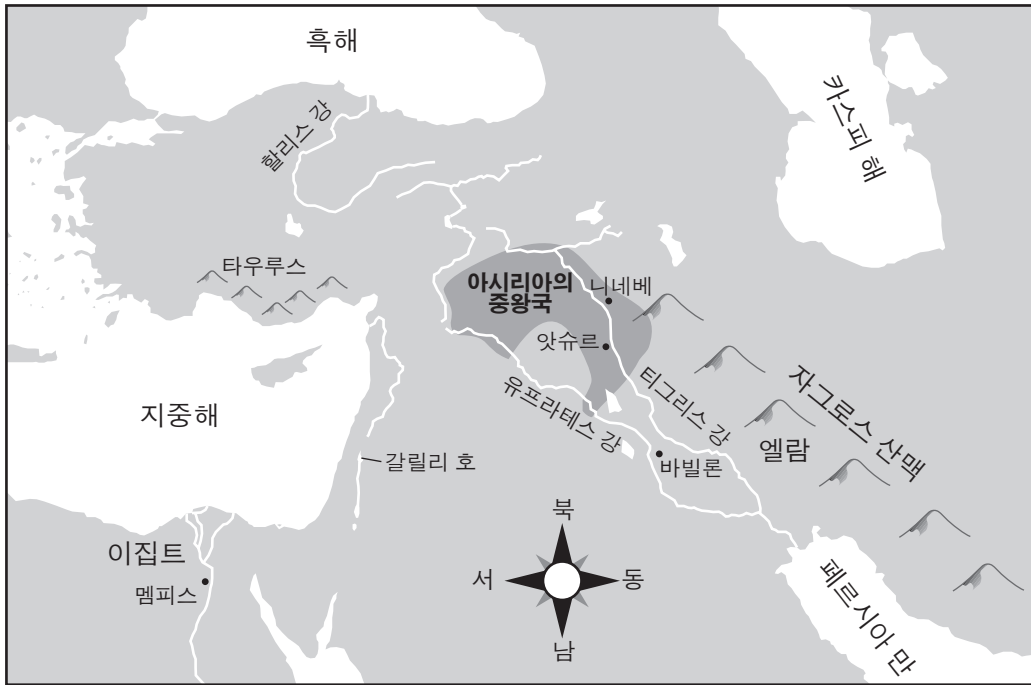 흑해
카스피 해
할리스 강
타우루스
아시리아의
중왕국
니네베
앗슈르
자그로스 산맥
티그리스 강
유프라테스 강
지중해
엘람
갈릴리 호
바빌론
북
이집트
서
동
멤피스
페르시아 만
남